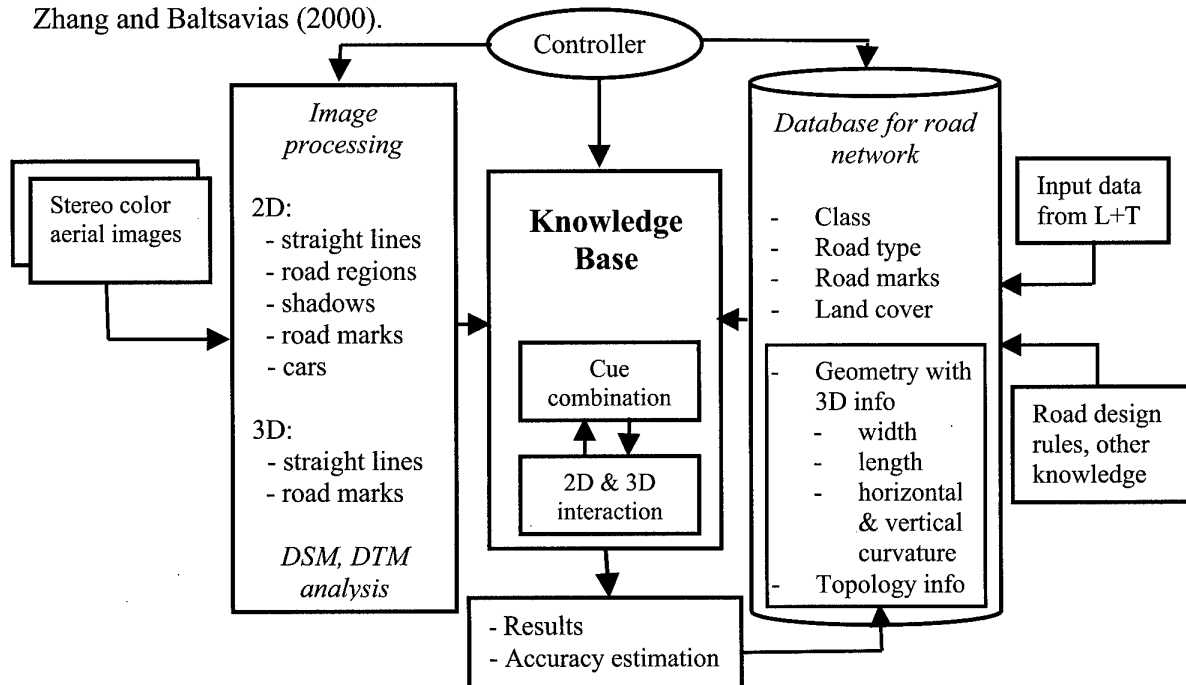 Zhang and Baltsavias (2000).
Controller
Image
processing
2D:
- straight lines
- road regions
- shadows
- road marks
- cars
3D:
- straight lines
- road marks
DSM, DTM
analysis
Stereo color
aerial images
Knowledge
Base
Cue
combination
2D & 3D
interaction
- Results
- Accuracy estimation
Database for road
network
- Class
- Road type
- Road marks
- Land cover
- Geometry with
3D info
- width
- length
- horizontal
& vertical
curvature
- Topology info
Input data
from L+T
Road design
rules, other
knowledge